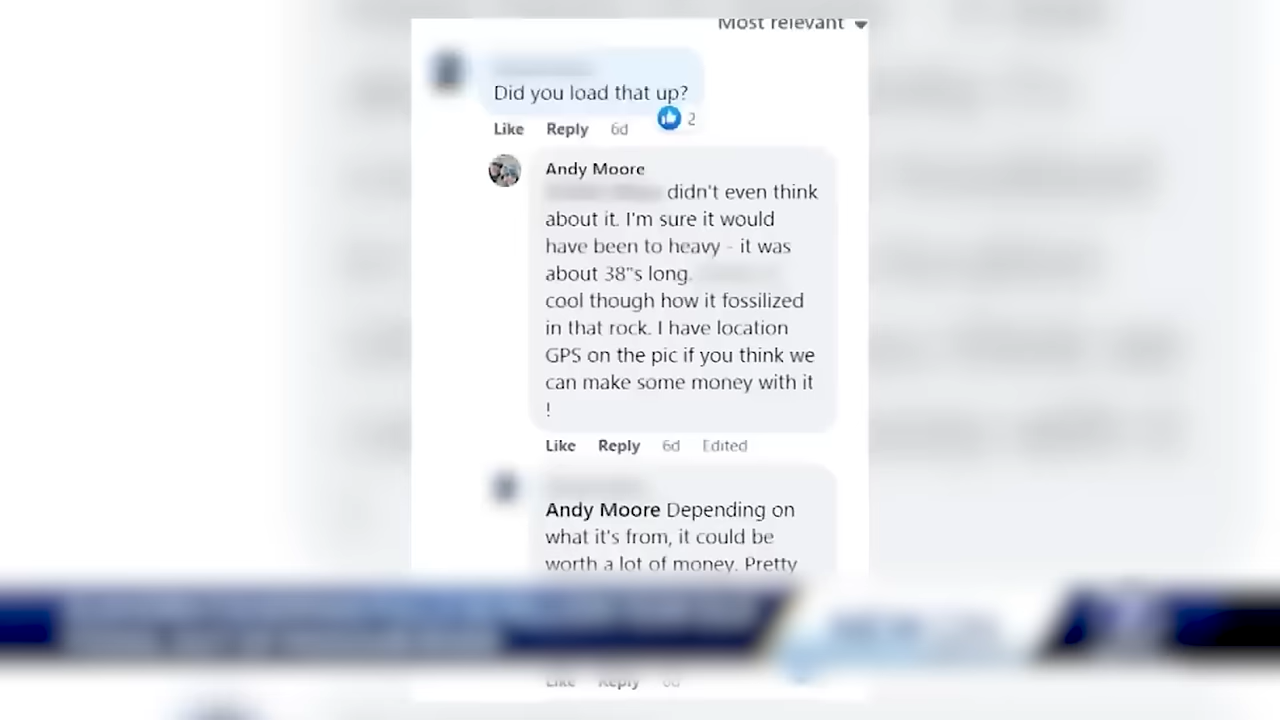 Most relevant
Did you load that up?
2
Like Reply 6d
Andy Moore
didn't even think
about it. I'm sure it would
have been to heavy - it was
about 38"s long.
cool though how it fossilized
in that rock. I have location
GPS on the pic if you think we
can make some money with it
!
Like Reply 6d Edited
Andy Moore Depending on
what it's from, it could be
worth a lot of money. Pretty
Like Reply 6d